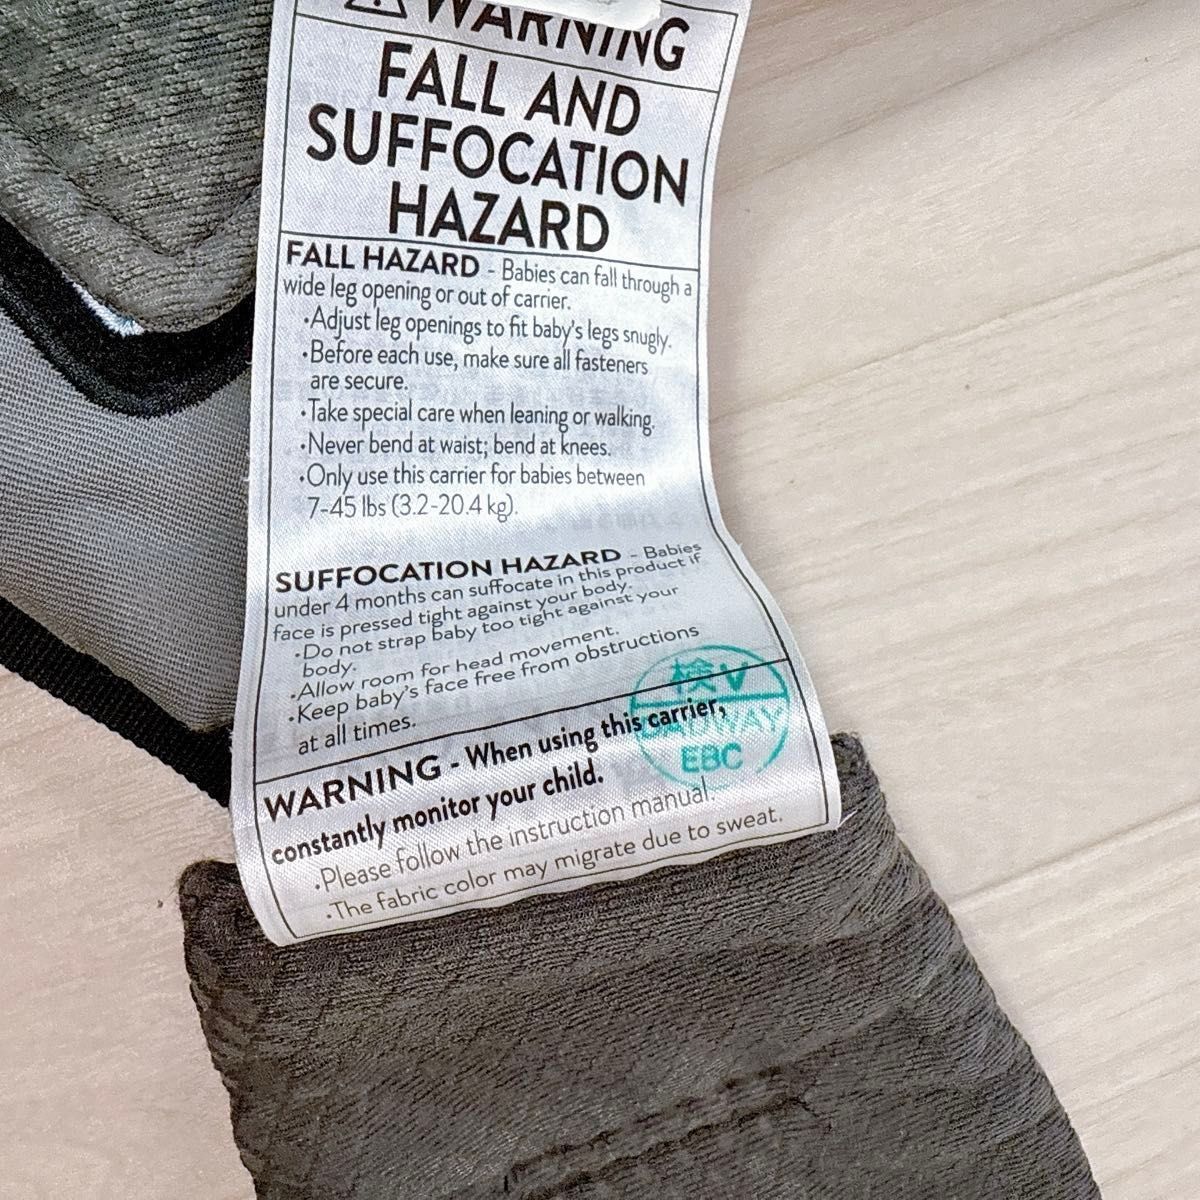 ⚠ WARNING
FALL AND
SUFFOCATION
HAZARD
FALL HAZARD - Babies can fall through a
wide leg opening or out of carrier.
•Adjust leg openings to fit baby's legs snugly.
•Before each use, make sure all fasteners
are secure.
•Take special care when leaning or walking.
•Never bend at waist; bend at knees.
•Only use this carrier for babies between
7-45 lbs (3.2-20.4 kg).
SUFFOCATION HAZARD - Babies
under 4 months can suffocate in this product if
face is pressed tight against your body.
•Do not strap baby too tight against your
body.
•Allow room for head movement.
•Keep baby's face free from obstructions
at all times.
WARNING - When using this carrier,
constantly monitor your child.
•Please follow the instruction manual.
•The fabric color may migrate due to sweat.
検V
DADWAY
EBC